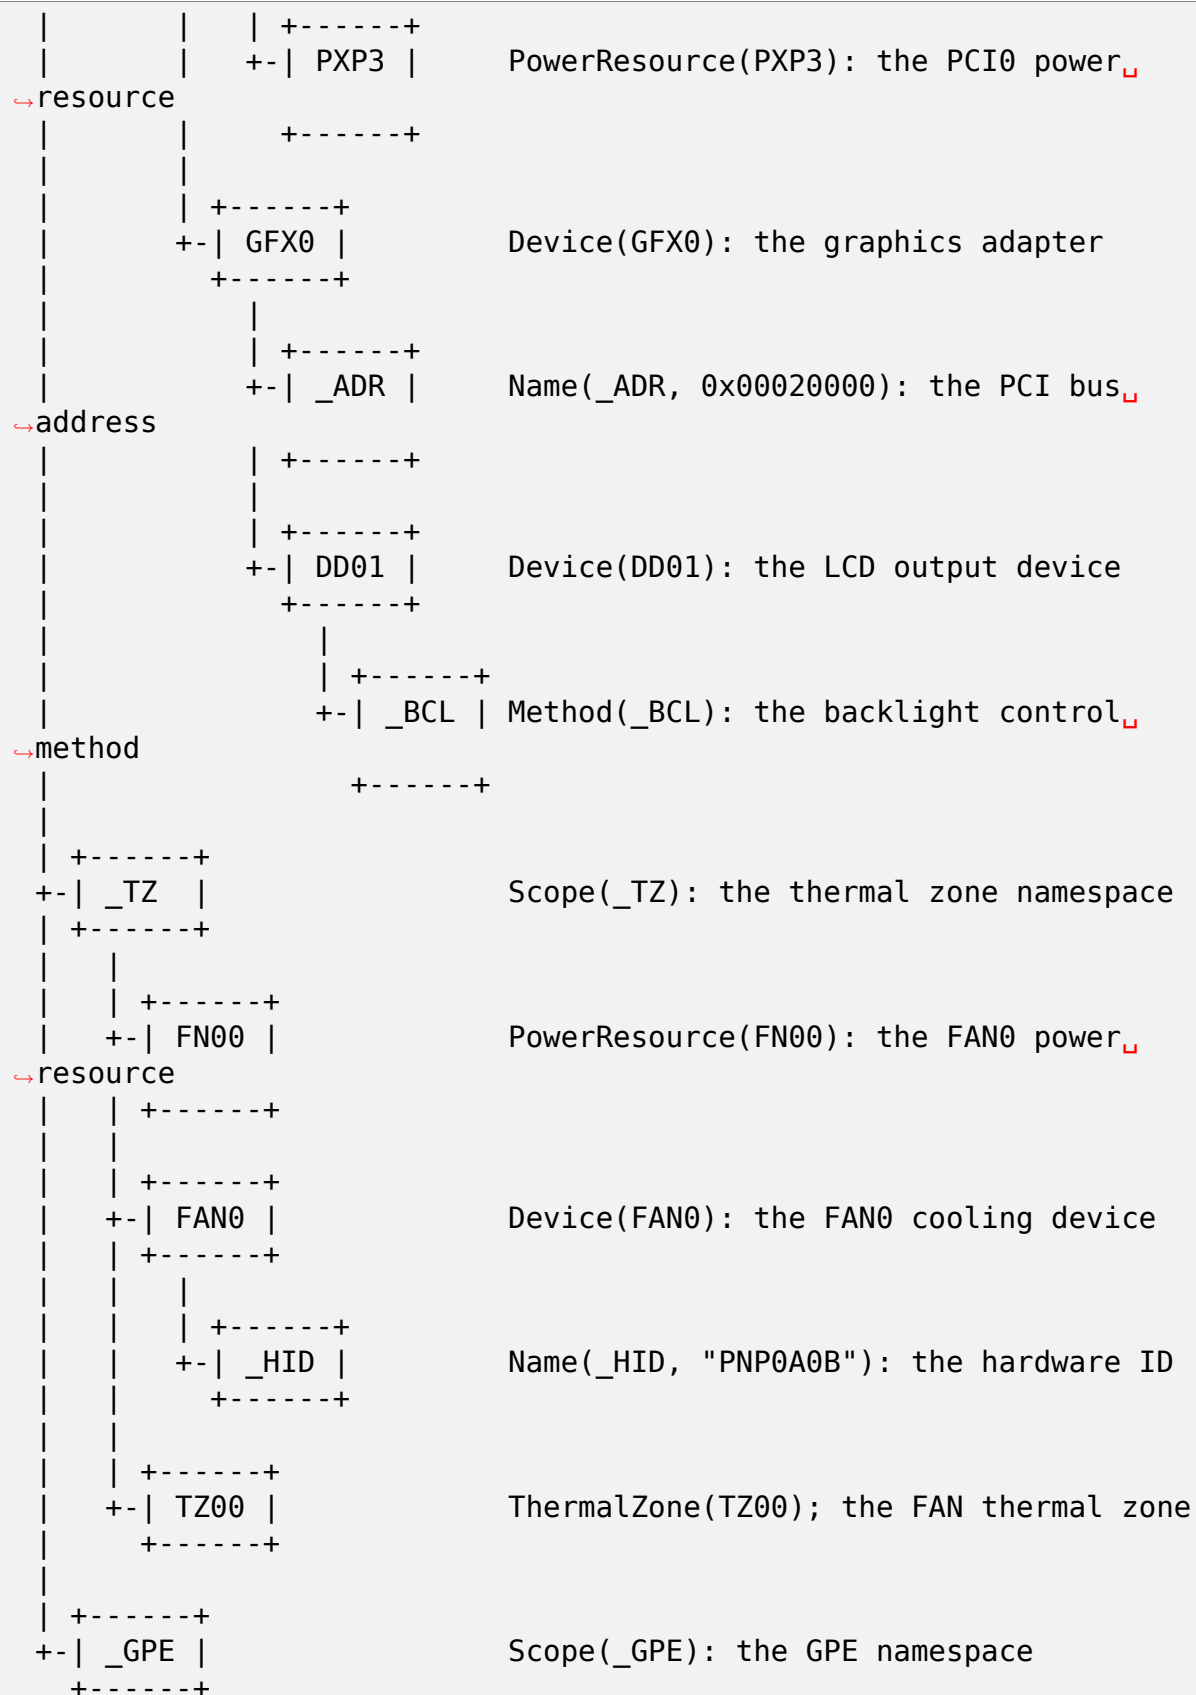 |        |   | +------+
  |        |   +-| PXP3 |     PowerResource(PXP3): the PCI0 power␣
↪resource
  |        |     +------+
  |        |
  |        | +------+
  |        +-| GFX0 |         Device(GFX0): the graphics adapter
  |          +------+
  |            |
  |            | +------+
  |            +-| _ADR |     Name(_ADR, 0x00020000): the PCI bus␣
↪address
  |            | +------+
  |            |
  |            | +------+
  |            +-| DD01 |     Device(DD01): the LCD output device
  |              +------+
  |                |
  |                | +------+
  |                +-| _BCL | Method(_BCL): the backlight control␣
↪method
  |                  +------+
  |
  | +------+
  +-| _TZ  |                  Scope(_TZ): the thermal zone namespace
  | +------+
  |   |
  |   | +------+
  |   +-| FN00 |              PowerResource(FN00): the FAN0 power␣
↪resource
  |   | +------+
  |   |
  |   | +------+
  |   +-| FAN0 |              Device(FAN0): the FAN0 cooling device
  |   | +------+
  |   |   |
  |   |   | +------+
  |   |   +-| _HID |          Name(_HID, "PNP0A0B"): the hardware ID
  |   |     +------+
  |   |
  |   | +------+
  |   +-| TZ00 |              ThermalZone(TZ00); the FAN thermal zone
  |     +------+
  |
  | +------+
  +-| _GPE |                  Scope(_GPE): the GPE namespace
    +------+